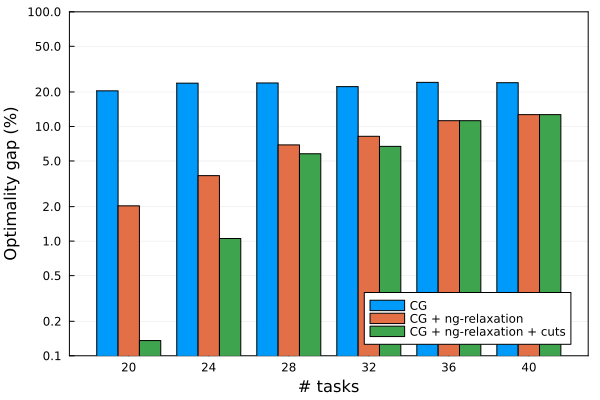 100.0
50.0
20.0
10.0
5.0
2.0
1.0
0.5
0.2
0.1
Optimality gap (%)
20 24 28 32 36 40
# tasks
CG
CG + ng-relaxation
CG + ng-relaxation + cuts